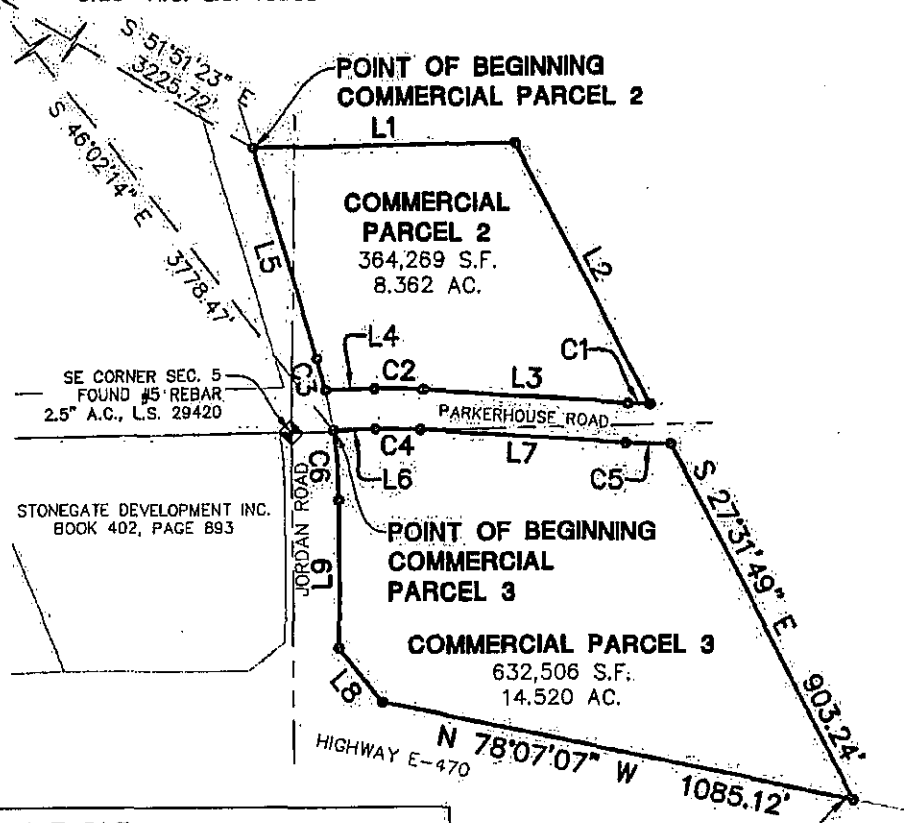 S 51°51'23" E
3225.72'
POINT OF BEGINNING
COMMERCIAL PARCEL 2
S 46°02'14" E
3778.47'
L1
COMMERCIAL
PARCEL 2
364,269 S.F.
8.362 AC.
L5
L2
L4
C1
C3
C2
L3
SE CORNER SEC. 5
FOUND #5 REBAR
2.5" A.C., L.S. 29420
PARKERHOUSE ROAD
C4
L7
C6
L6
C5
STONEGATE DEVELOPMENT INC.
BOOK 402, PAGE 893
JORDAN ROAD
L9
POINT OF BEGINNING
COMMERCIAL
PARCEL 3
S 27°31'49" E
903.24'
COMMERCIAL PARCEL 3
632,506 S.F.
14.520 AC.
L8
HIGHWAY E-470
N 78°07'07" W
1085.12'